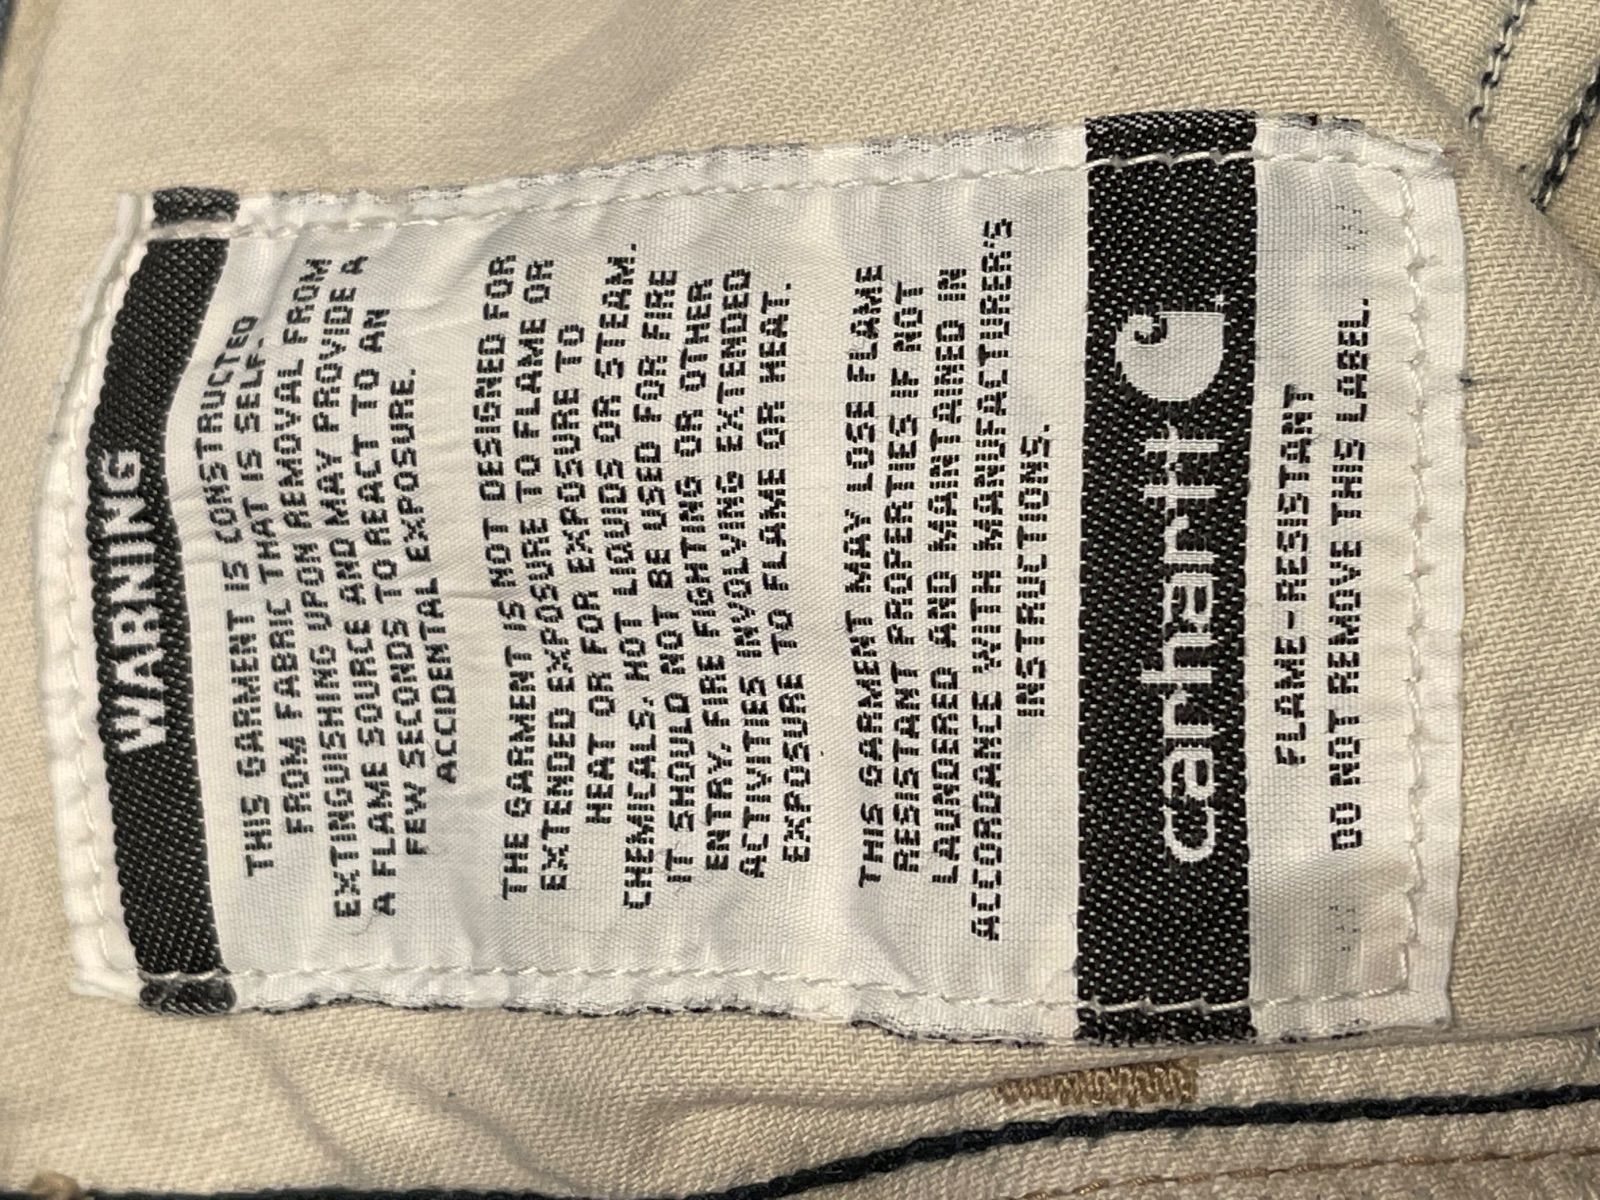 WARNING
THIS GARMENT IS CONSTRUCTED
FROM FABRIC THAT IS SELF-
EXTINGUISHING UPON REMOVAL FROM
A FLAME SOURCE AND MAY PROVIDE A
FEW SECONDS TO REACT TO AN
ACCIDENTAL EXPOSURE.
THE GARMENT IS NOT DESIGNED FOR
EXTENDED EXPOSURE TO FLAME OR
HEAT OR FOR EXPOSURE TO
CHEMICALS, HOT LIQUIDS OR STEAM.
IT SHOULD NOT BE USED FOR FIRE
ENTRY, FIRE FIGHTING OR OTHER
ACTIVITIES INVOLVING EXTENDED
EXPOSURE TO FLAME OR HEAT.
THIS GARMENT MAY LOSE FLAME
RESISTANT PROPERTIES IF NOT
LAUNDERED AND MAINTAINED IN
ACCORDANCE WITH MANUFACTURER'S
INSTRUCTIONS.
carhartt
FLAME-RESISTANT
DO NOT REMOVE THIS LABEL.